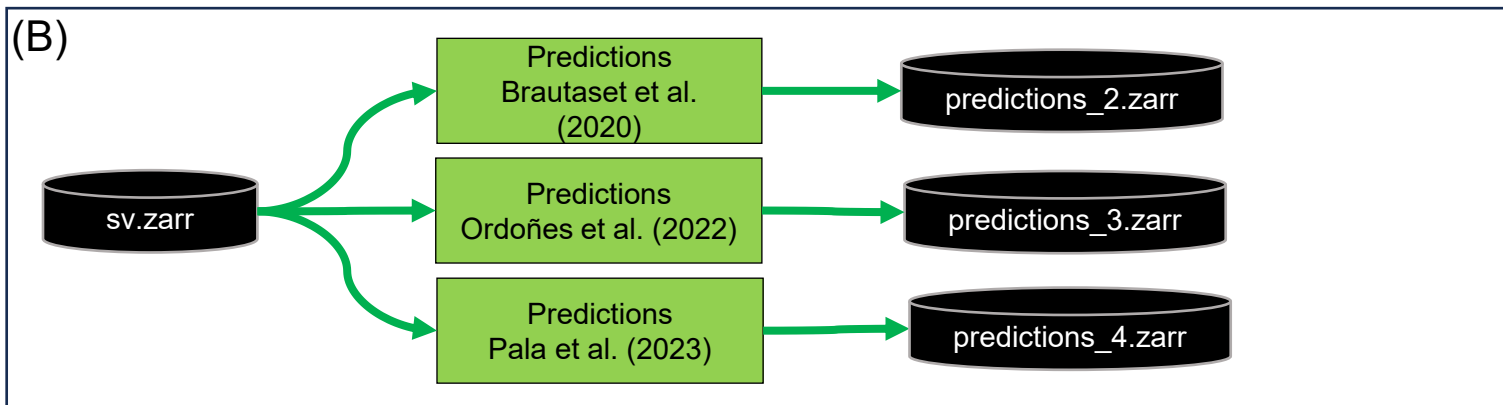 (B)
Predictions
Brautaset et al.
(2020)
predictions_2.zarr
sv.zarr
Predictions
Ordoñes et al. (2022)
predictions_3.zarr
Predictions
Pala et al. (2023)
predictions_4.zarr